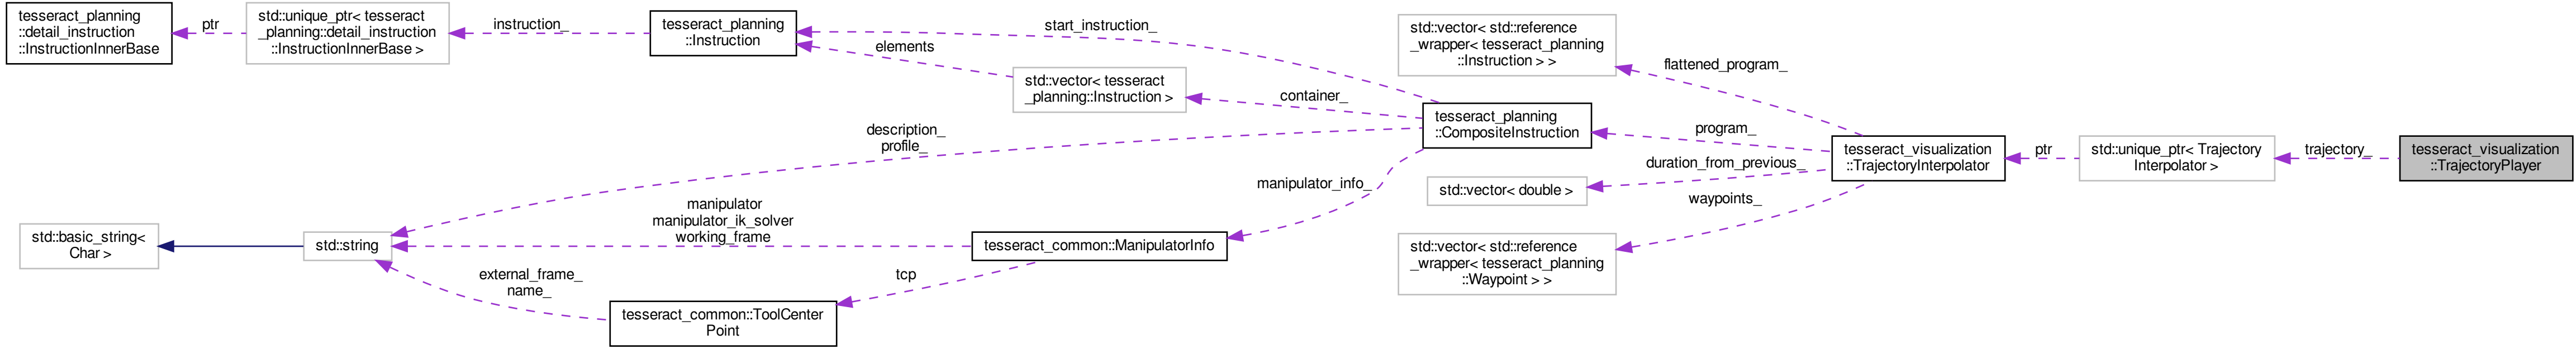 tesseract_planning
::detail_instruction
::InstructionInnerBase
ptr
std::unique_ptr< tesseract
_planning::detail_instruction
::InstructionInnerBase >
instruction_
tesseract_planning
::Instruction
start_instruction_
elements
std::vector< tesseract
_planning::Instruction >
container_
description_
profile_
std::vector< std::reference
_wrapper< tesseract_planning
::Instruction > >
flattened_program_
tesseract_planning
::CompositeInstruction
program_
duration_from_previous_
std::vector< double >
waypoints_
std::vector< std::reference
_wrapper< tesseract_planning
::Waypoint > >
tesseract_visualization
::TrajectoryInterpolator
ptr
std::unique_ptr< Trajectory
Interpolator >
trajectory_
tesseract_visualization
::TrajectoryPlayer
manipulator_info_
manipulator
manipulator_ik_solver
working_frame
std::basic_string<
Char >
std::string
tesseract_common::ManipulatorInfo
external_frame_
name_
tcp
tesseract_common::ToolCenter
Point